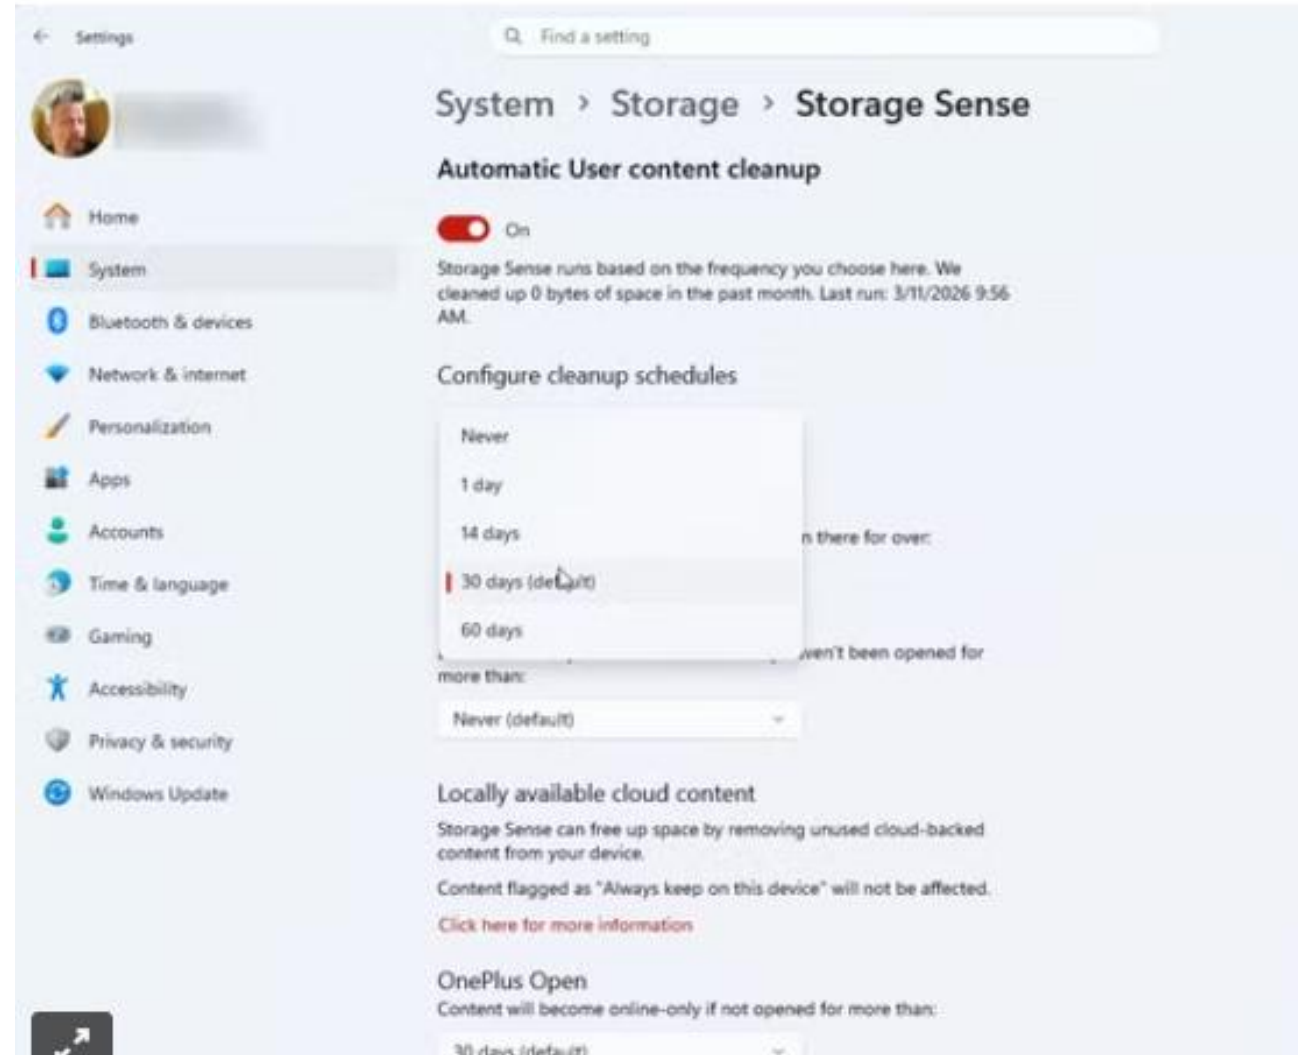 Settings
Find a setting
System > Storage > Storage Sense
Automatic User content cleanup
On
Storage Sense runs based on the frequency you choose here. We
cleaned up 0 bytes of space in the past month. Last run: 3/11/2026 9:56
AM.
Configure cleanup schedules
Never
1 day
14 days
n there for over:
30 days (default)
60 days
ven't been opened for
more than:
Never (default)
Locally available cloud content
Storage Sense can free up space by removing unused cloud-backed
content from your device.
Content flagged as "Always keep on this device" will not be affected.
Click here for more information
OnePlus Open
Content will become online-only if not opened for more than:
30 days (default)
Home
System
Bluetooth & devices
Network & internet
Personalization
Apps
Accounts
Time & language
Gaming
Accessibility
Privacy & security
Windows Update